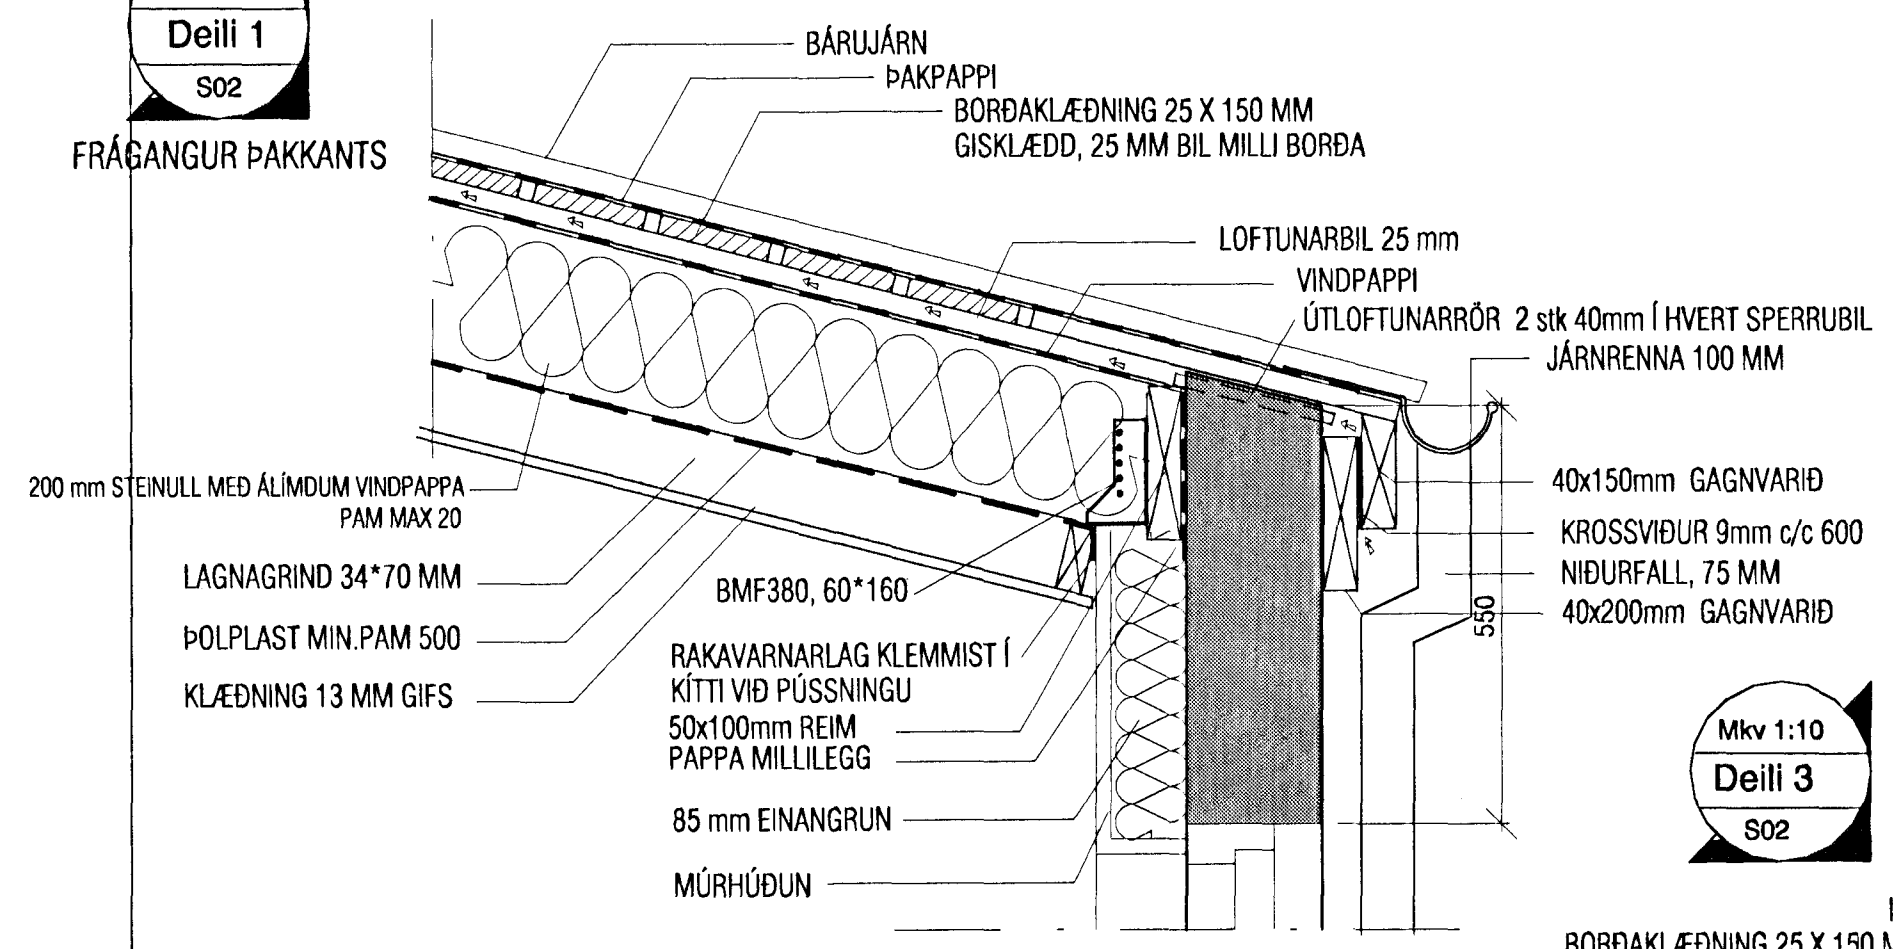 Deili 1
S02
FRÁGANGUR ÞAKKANTS
BÁRUJÁRN
ÞAKPAPPI
BORÐAKLÆÐNING 25 X 150 MM
GISKLÆDD, 25 MM BIL MILLI BORÐA
LOFTUNARBIL 25 mm
VINDPAPPI
ÚTLOFTUNARRÖR 2 stk 40mm Í HVERT SPERRUBIL
JÁRNRENNA 100 MM
200 mm STEINULL MEÐ ÁLÍMDUM VINDPAPPA
PAM MAX 20
LAGNAGRIND 34*70 MM
ÞOLPLAST MIN.PAM 500
KLÆÐNING 13 MM GIFS
BMF380, 60*160
RAKAVARNARLAG KLEMMIST Í
KÍTTI VIÐ PÚSSNINGU
50x100mm REIM
PAPPA MILLILEGG
85 mm EINANGRUN
MÚRHÚÐUN
40x150mm GAGNVARIÐ
KROSSVIÐUR 9mm c/c 600
NIÐURFALL, 75 MM
40x200mm GAGNVARIÐ
550
Mkv 1:10
Deili 3
S02
BORÐAKLÆÐNING 25 X 150